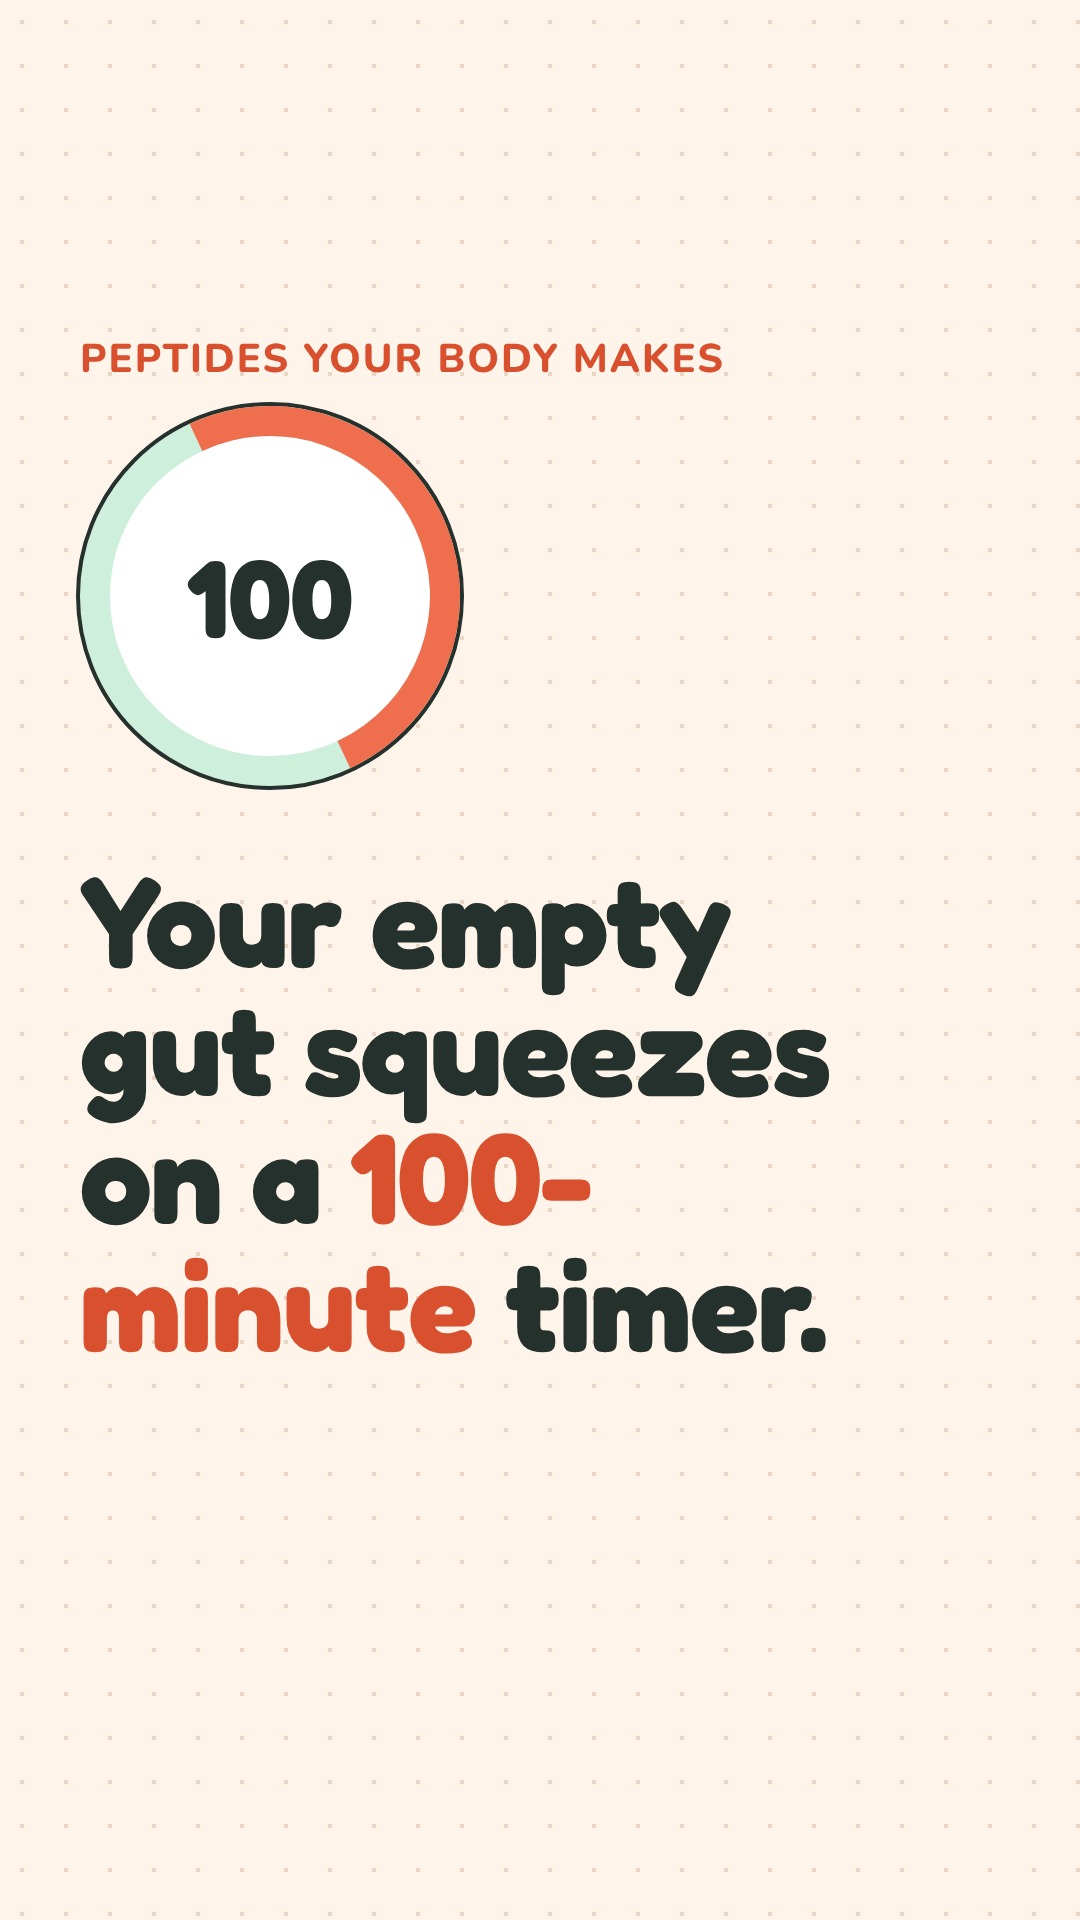 PEPTIDES YOUR BODY MAKES
100
Your empty
gut squeezes
on a 100-
minute timer.